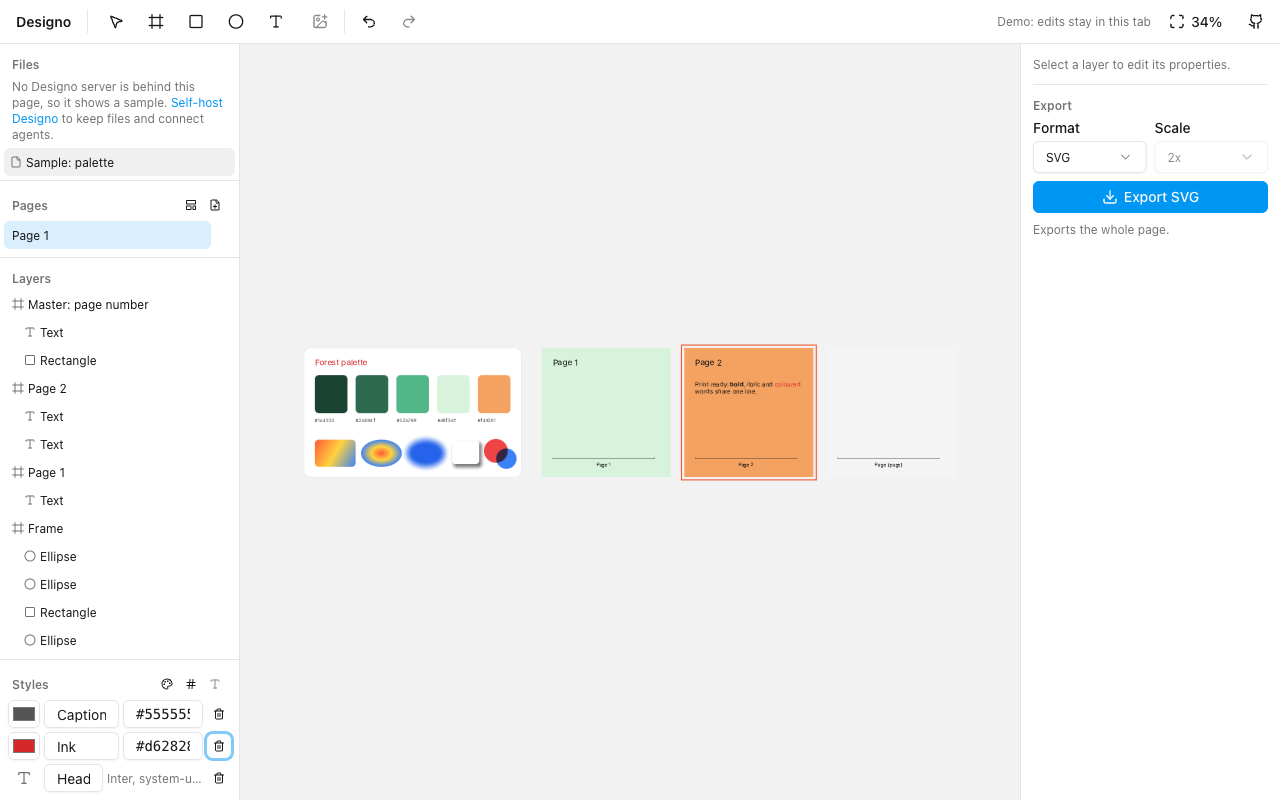 Designo
Demo: edits stay in this tab
34%
Files
No Designo server is behind this
page, so it shows a sample. Self-host
Designo to keep files and connect
agents.
Sample: palette
Pages
Page 1
Layers
Master: page number
Text
Rectangle
Page 2
Text
Text
Page 1
Text
Frame
Ellipse
Ellipse
Rectangle
Ellipse
Styles
Caption
#555555
Ink
#d62828
Head
Inter, system-u...
Forest palette
Page 1
Page 1
Page 2
Print ready: bold, italic and coloured
words share one line.
Page 2
Page {page}
Select a layer to edit its properties.
Export
Format
Scale
SVG
2x
Export SVG
Exports the whole page.